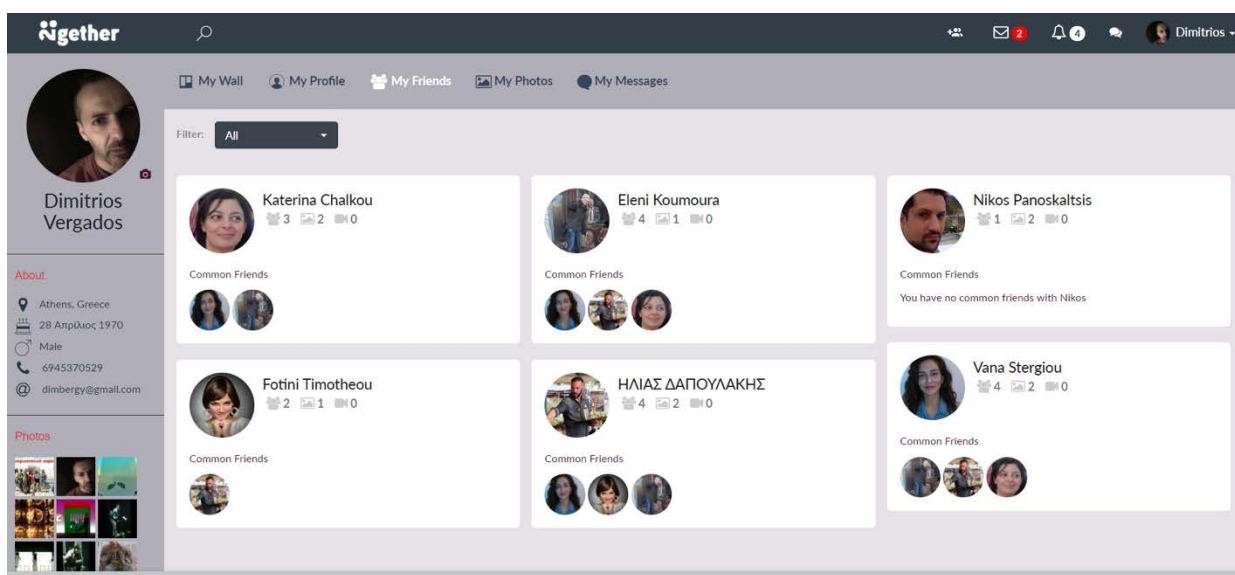 2gether
2
4
Dimitrios
My Wall
My Profile
My Friends
My Photos
My Messages
Dimitrios
Vergados
About
Athens, Greece
28 Απρίλιος 1970
Male
6945370529
dimbergy@gmail.com
Photos
Filter: All
Katerina Chalkou
3 2 0
Common Friends
Eleni Koumoura
4 1 0
Common Friends
Nikos Panoskaltsis
1 2 0
Common Friends
You have no common friends with Nikos
Fotini Timotheou
2 1 0
Common Friends
ΗΛΙΑΣ ΔΑΠΟΥΛΑΚΗΣ
4 2 0
Common Friends
Vana Stergiou
4 2 0
Common Friends